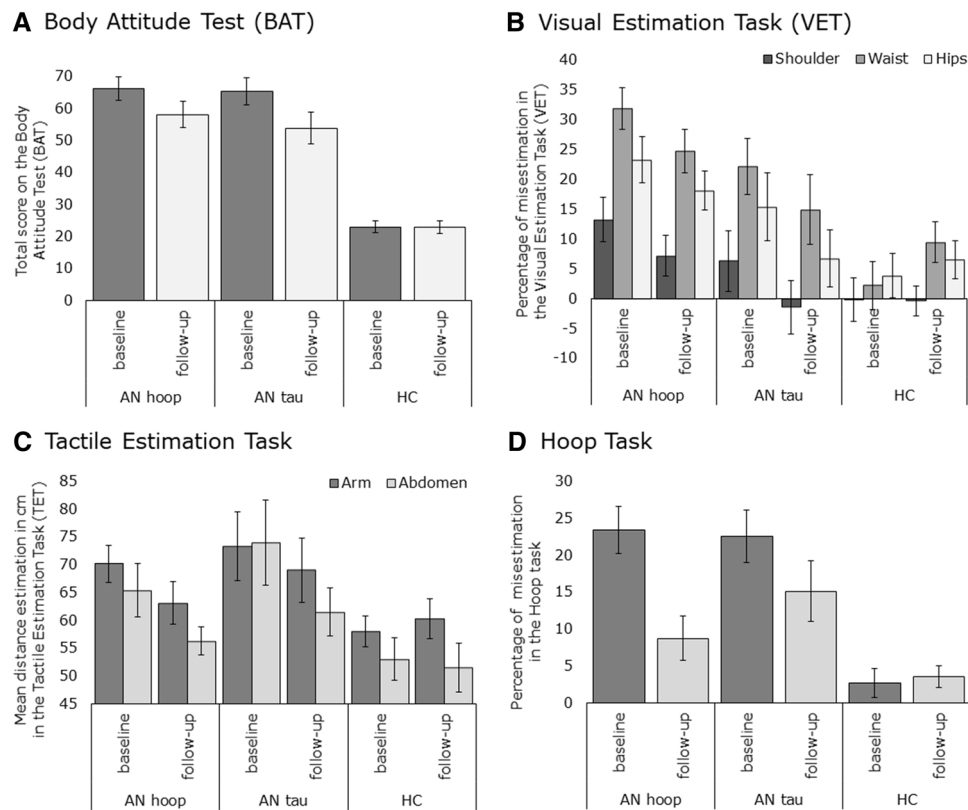 A Body Attitude Test (BAT)
Total score on the Body
Attitude Test (BAT)
70
60
50
40
30
20
10
0
baseline
follow-up
baseline
follow-up
baseline
follow-up
AN hoop
AN tau
HC
B Visual Estimation Task (VET)
Shoulder Waist Hips
Percentage of misestimation in
the Visual Estimation Task (VET)
40
35
30
25
20
15
10
5
0
-5
-10
baseline
follow-up
baseline
follow-up
baseline
follow-up
AN hoop
AN tau
HC
C Tactile Estimation Task
Arm Abdomen
Mean distance estimation in cm
in the Tactile Estimation Task (TET)
85
80
75
70
65
60
55
50
45
baseline
follow-up
baseline
follow-up
baseline
follow-up
AN hoop
AN tau
HC
D Hoop Task
Percentage of misestimation
in the Hoop task
30
25
20
15
10
5
0
baseline
follow-up
baseline
follow-up
baseline
follow-up
AN hoop
AN tau
HC